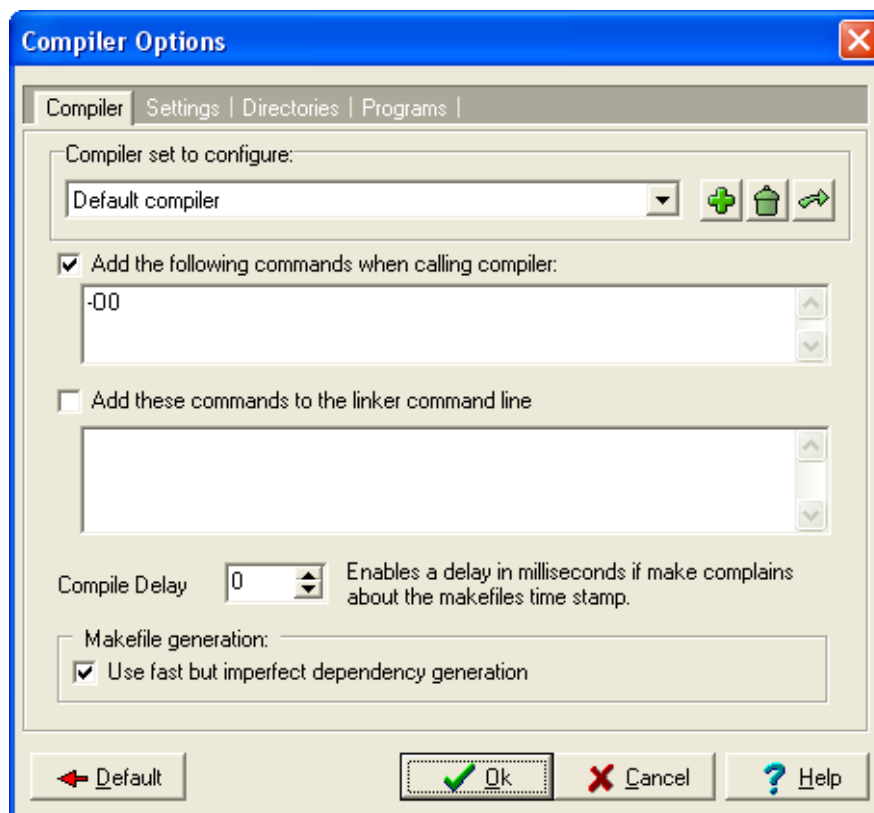 Compiler Options
Compiler Settings | Directories | Programs |
Compiler set to configure:
Default compiler
Add the following commands when calling compiler:
-O0
Add these commands to the linker command line
Compile Delay 0 Enables a delay in milliseconds if make complains
about the makefiles time stamp.
Makefile generation:
Use fast but imperfect dependency generation
Default Ok Cancel Help